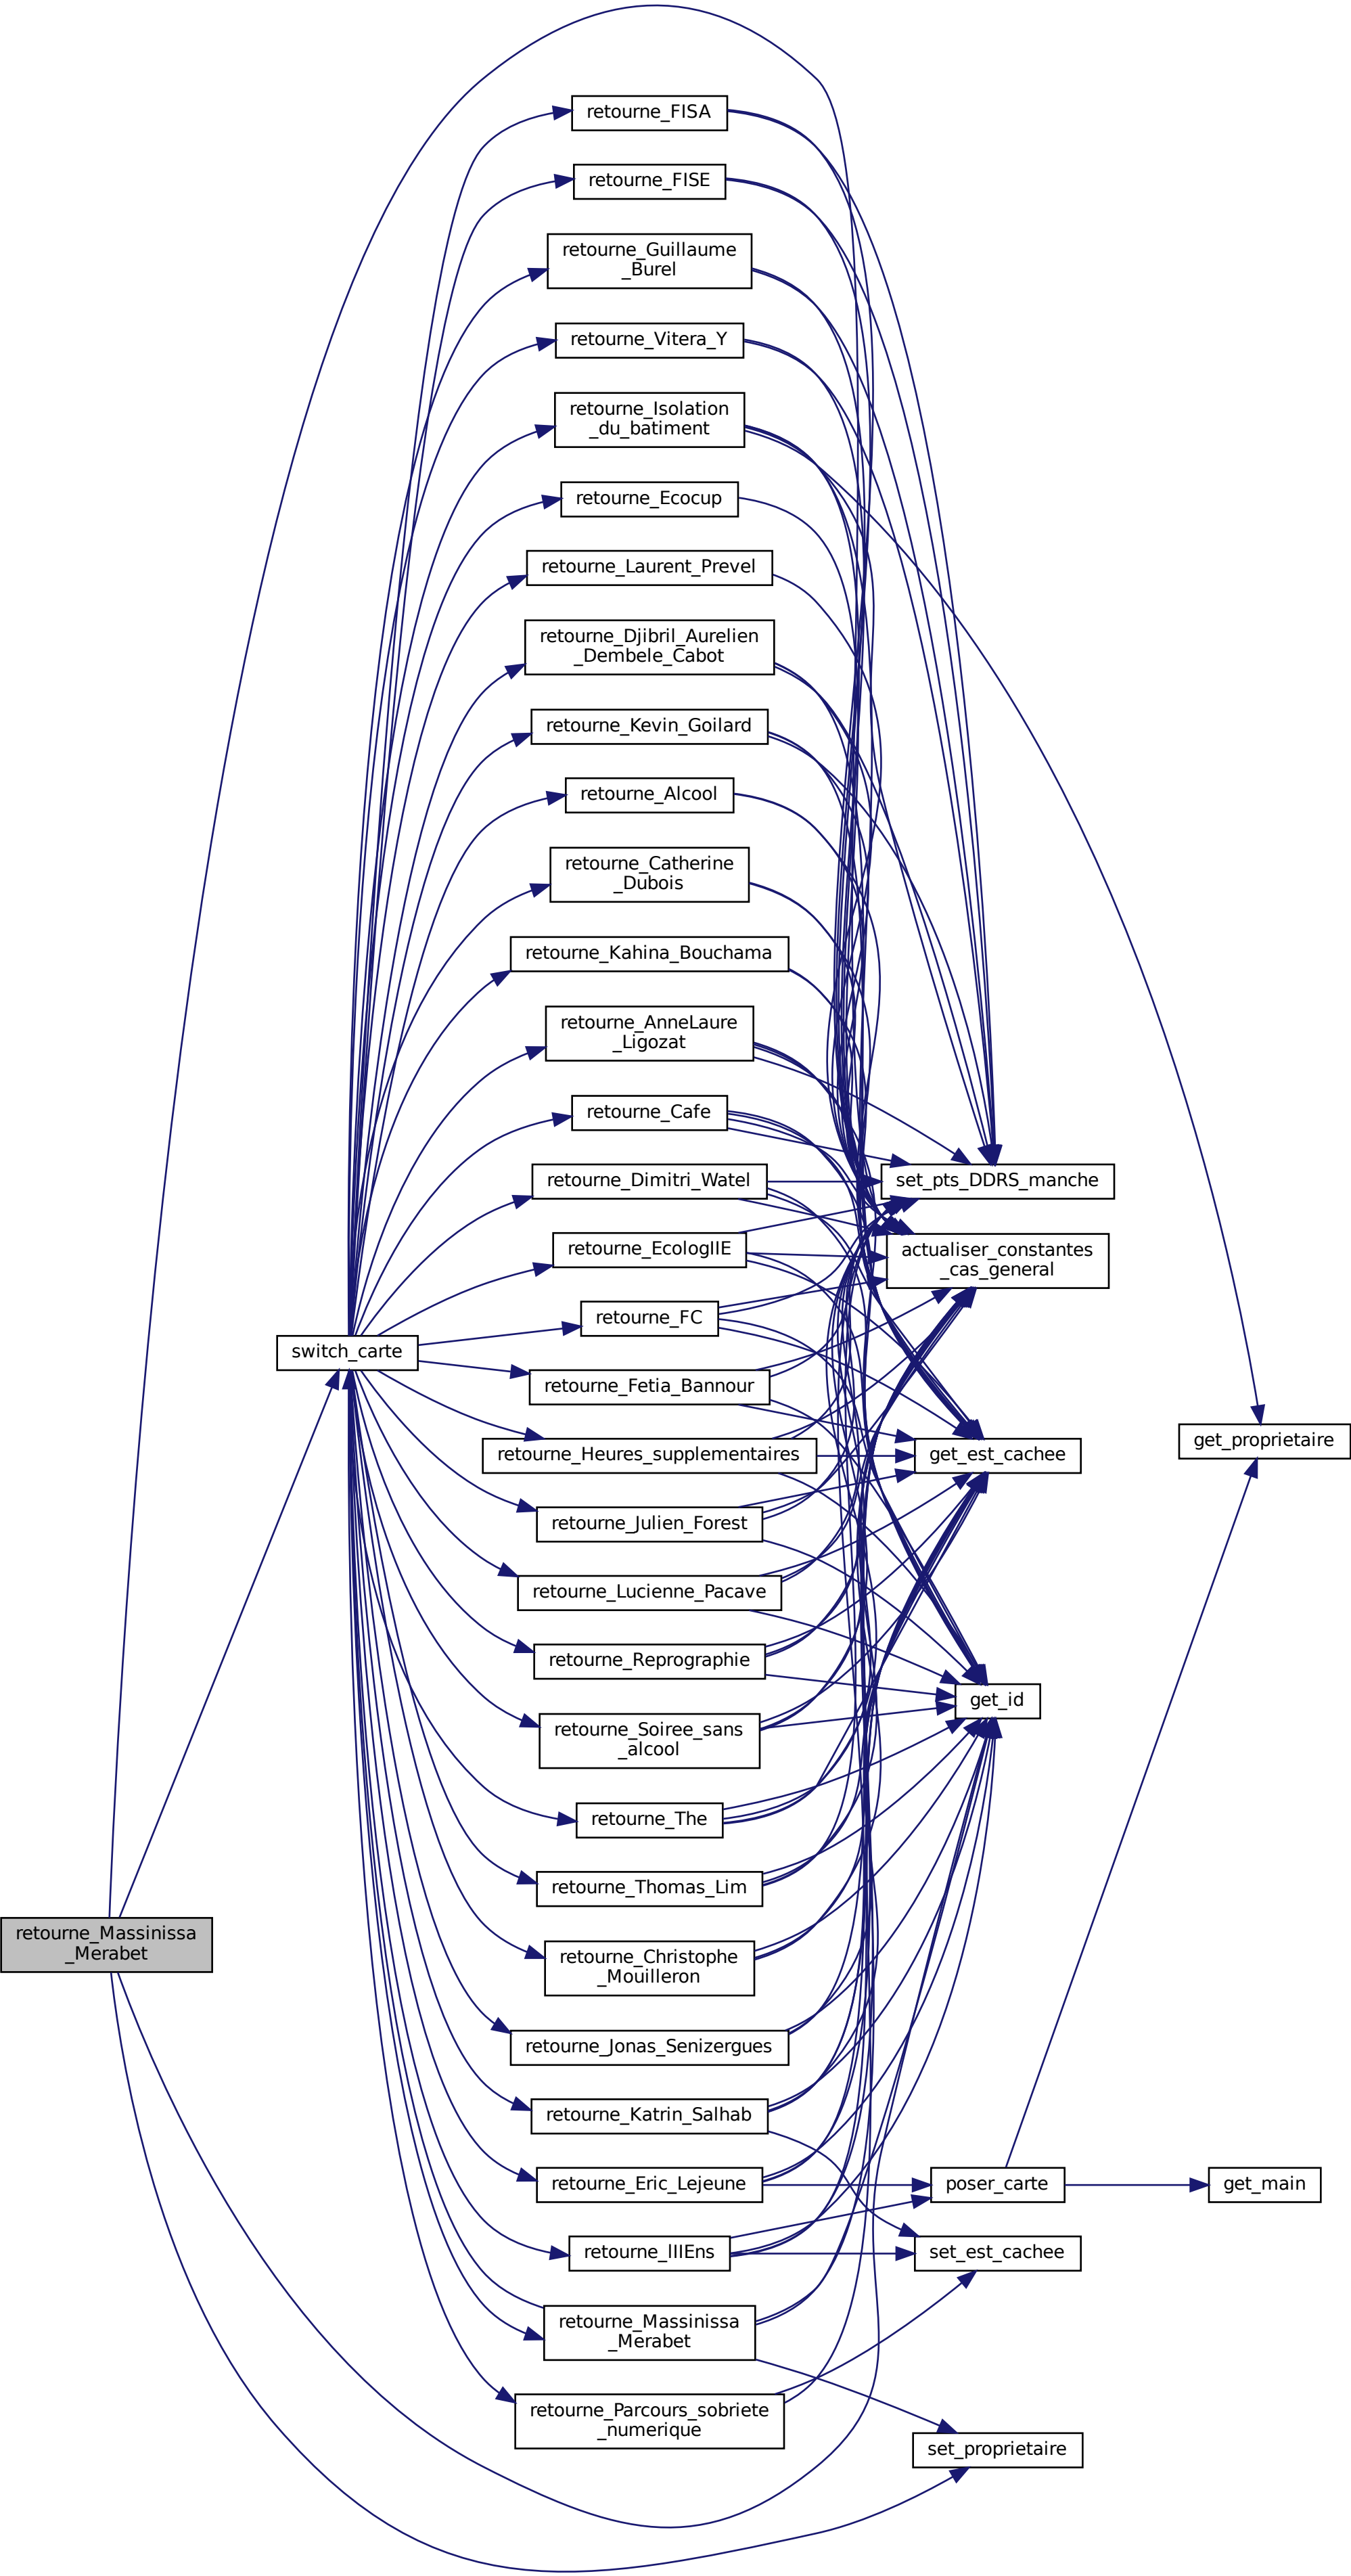 retourne_FISA
retourne_FISE
retourne_Guillaume
_Burel
retourne_Vitera_Y
retourne_Isolation
_du_batiment
retourne_Ecocup
retourne_Laurent_Prevel
retourne_Djibril_Aurelien
_Dembele_Cabot
retourne_Kevin_Goilard
retourne_Alcool
retourne_Catherine
_Dubois
retourne_Kahina_Bouchama
retourne_AnneLaure
_Ligozat
retourne_Cafe
retourne_Dimitri_Watel
retourne_EcologIIE
retourne_FC
retourne_Fetia_Bannour
retourne_Heures_supplementaires
retourne_Julien_Forest
retourne_Lucienne_Pacave
retourne_Reprographie
retourne_Soiree_sans
_alcool
retourne_The
retourne_Thomas_Lim
retourne_Christophe
_Mouilleron
retourne_Jonas_Senizergues
retourne_Katrin_Salhab
retourne_Eric_Lejeune
retourne_lIIEns
retourne_Massinissa
_Merabet
retourne_Parcours_sobriete
_numerique
switch_carte
retourne_Massinissa
_Merabet
set_pts_DDRS_manche
actualiser_constantes
_cas_general
get_est_cachee
get_id
poser_carte
set_est_cachee
set_proprietaire
get_proprietaire
get_main